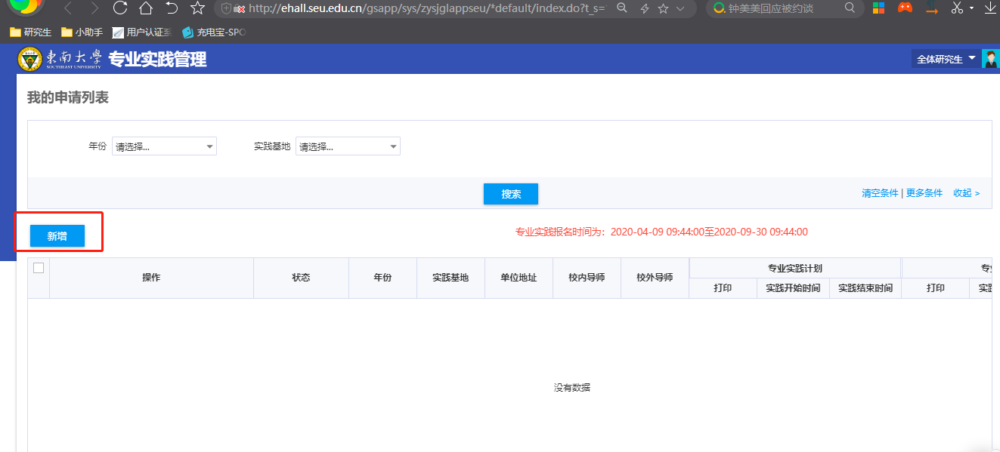 http://ehall.seu.edu.cn/gsapp/sys/zysjglappseu/*default/index.do?t_s=
钟美美回应被约谈
研究生 小助手 用户认证系 充电宝-SPO
東南大學 专业实践管理
SOUTHEAST UNIVERSITY
全体研究生
我的申请列表
年份 请选择... 实践基地 请选择...
搜索 清空条件 | 更多条件 收起 >
新增 专业实践报名时间为：2020-04-09 09:44:00至2020-09-30 09:44:00
操作 状态 年份 实践基地 单位地址 校内导师 校外导师 专业实践计划
打印 实践开始时间 实践结束时间 打印
没有数据